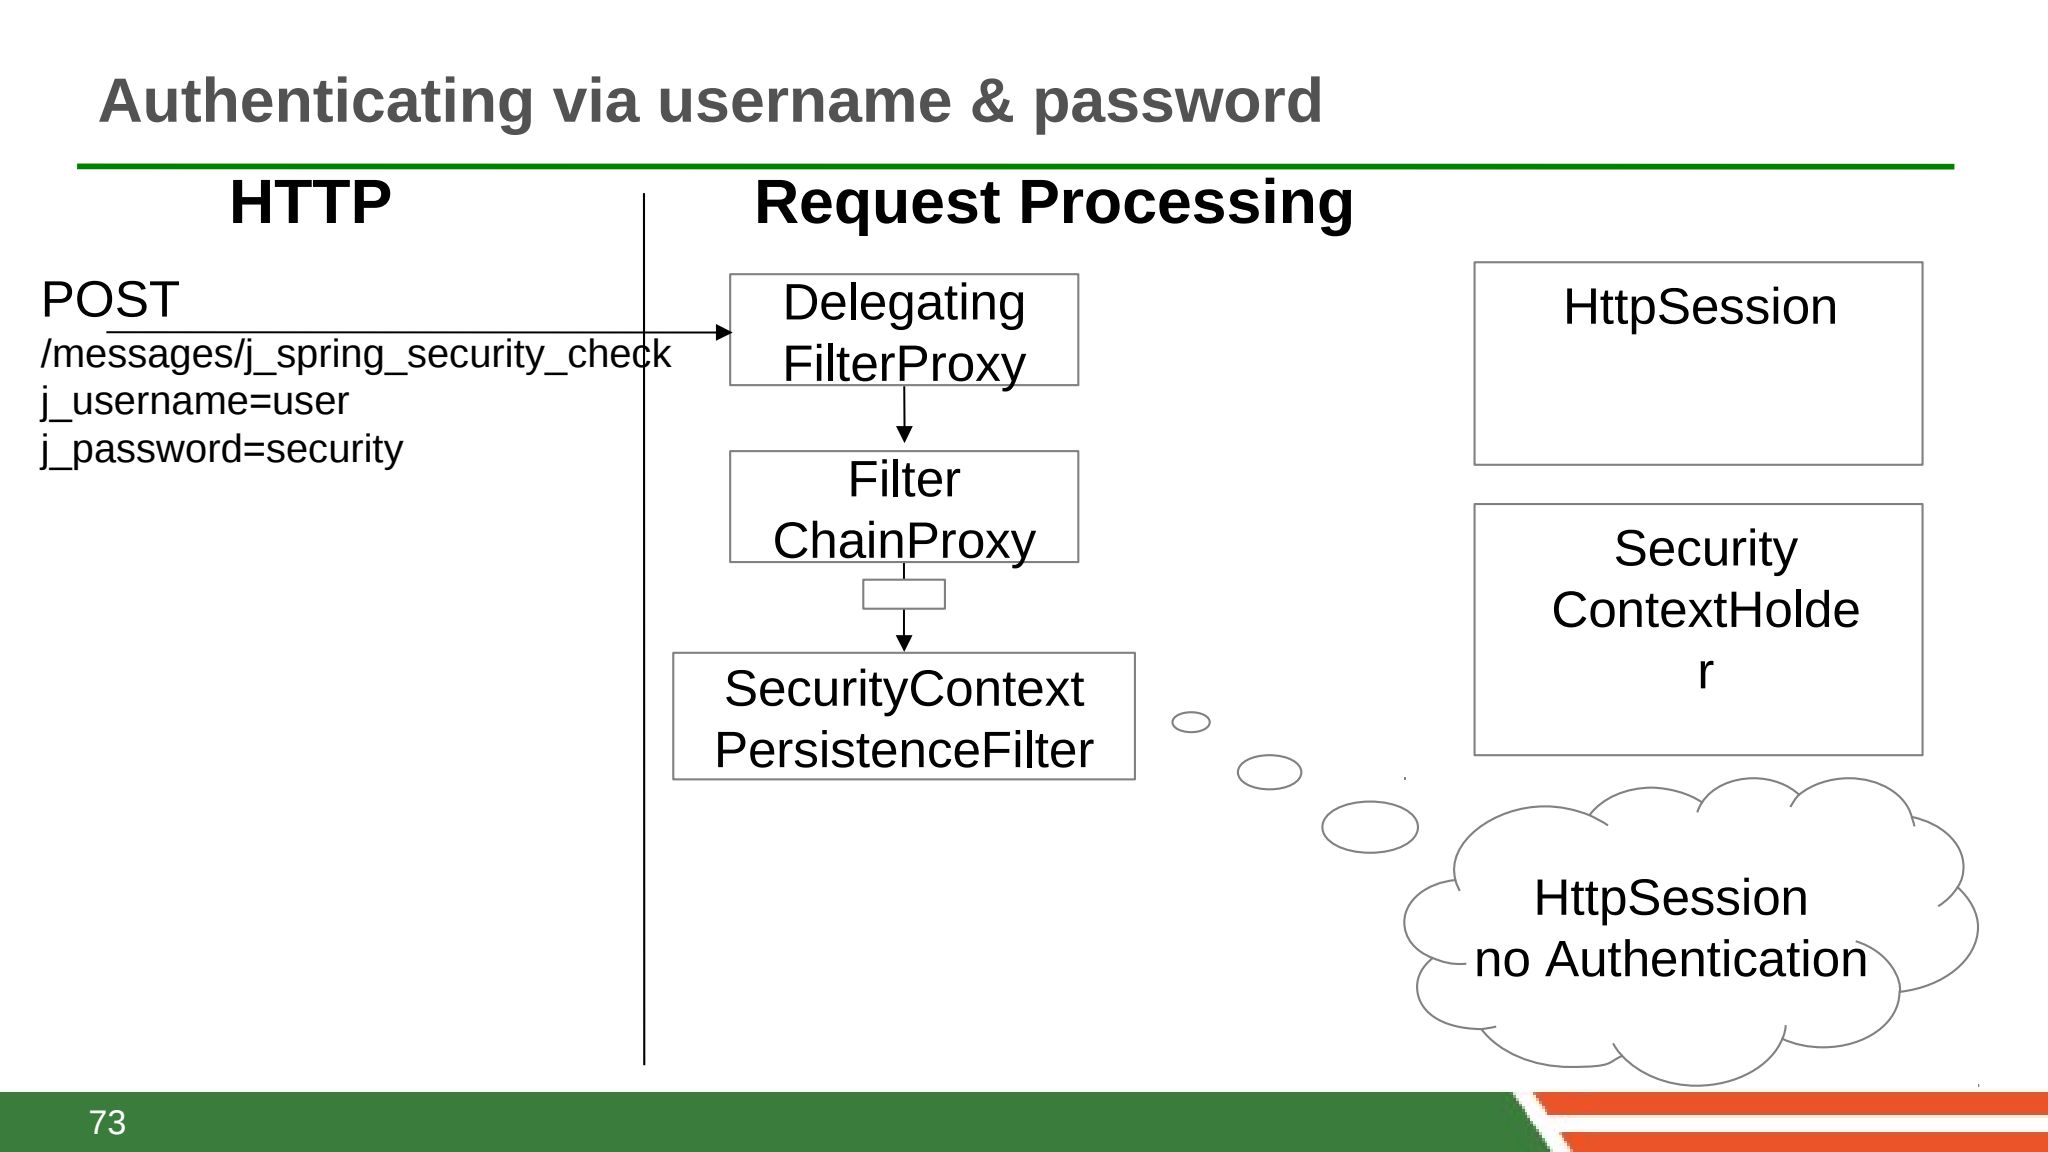 Authenticating via username & password
HTTP
Request Processing
POST
/messages/j_spring_security_check
j_username=user
j_password=security
Delegating
FilterProxy
Filter
ChainProxy
SecurityContext
PersistenceFilter
HttpSession
Security
ContextHolde
r
HttpSession
no Authentication
73